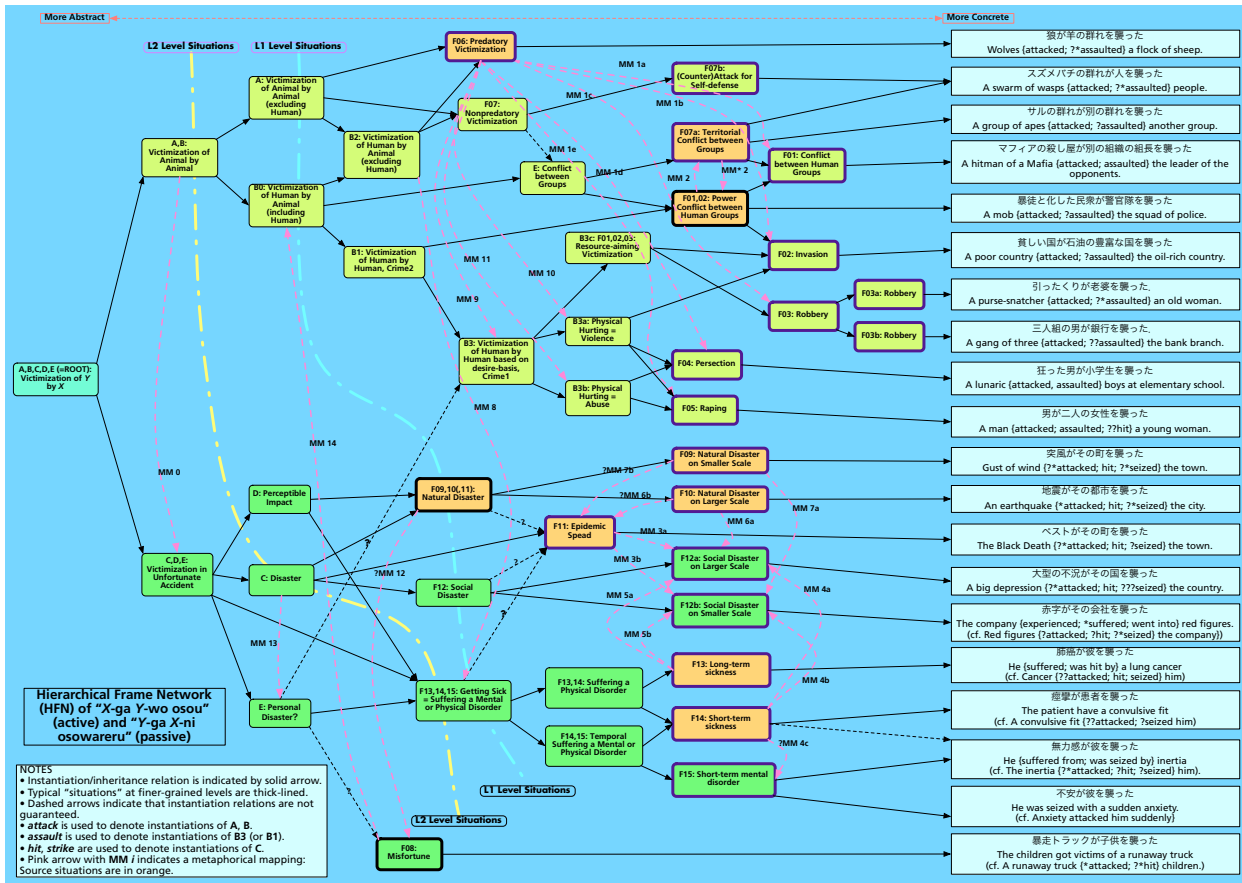 More Abstract
More Concrete
L2 Level Situations
L1 Level Situations
F06: Predatory
Victimization
狼が羊の群れを襲った
Wolves {attacked; ?*assaulted} a flock of sheep.
A: Victimization
of Animal by
Animal
(excluding
Human)
MM 1a
F07b:
(Counter)Attack for
Self-defense
スズメバチの群れが人を襲った
A swarm of wasps {attacked; ?*assaulted} people.
MM 1c
MM 1b
F07:
Nonpredatory
Victimization
サルの群れが別の群れを襲った
A group of apes {attacked; ?assaulted} another group.
A,B:
Victimization of
Animal by
Animal
B2: Victimization
of Human by
Animal
(excluding
Human)
F07a: Territorial
Conflict between
Groups
MM 1e
F01: Conflict
between Human
Groups
マフィアの殺し屋が別の組織の組長を襲った
A hitman of a Mafia {attacked; assaulted} the leader of the
opponents.
B0: Victimization
of Human by
Animal
(including
Human)
E: Conflict
between
Groups
MM 1d
MM 2
MM* 2
F01,02: Power
Conflict between
Human Groups
暴徒と化した民衆が警官隊を襲った
A mob {attacked; ?assaulted} the squad of police.
B1: Victimization
of Human by
Human, Crime2
B3c: F01,02,03:
Resource-aiming
Victimization
F02: Invasion
貧しい国が石油の豊富な国を襲った
A poor country {attacked; ?assaulted} the oil-rich country.
MM 11
MM 10
MM 9
F03a: Robbery
引ったくりが老婆を襲った.
A purse-snatcher {attacked; ?*assaulted} an old woman.
F03: Robbery
B3a: Physical
Hurting =
Violence
F03b: Robbery
三人組の男が銀行を襲った.
A gang of three {attacked; ??assaulted} the bank branch.
B3: Victimization
of Human by
Human based on
desire-basis,
Crime1
A,B,C,D,E (=ROOT):
Victimization of Y
by X
F04: Persection
狂った男が小学生を襲った
A lunaric {attacked, assaulted} boys at elementary school.
B3b: Physical
Hurting =
Abuse
MM 8
F05: Raping
男が二人の女性を襲った
A man {attacked; assaulted; ??hit} a young woman.
MM 14
MM 0
F09: Natural Disaster
on Smaller Scale
?MM 7b
突風がその町を襲った
Gust of wind {?*attacked; hit; ?*seized} the town.
D: Perceptible
Impact
F09,10(,11):
Natural Disaster
?MM 6b
F10: Natural Disaster
on Larger Scale
地震がその都市を襲った
An earthquake {*attacked; hit; ?*seized} the city.
MM 7a
MM 6a
?
F11: Epidemic
Spead
MM 3a
ペストがその町を襲った
The Black Death {?*attacked; hit; ?seized} the town.
?
C,D,E:
Victimization in
Unfortunate
Accident
C: Disaster
?MM 12
?
MM 3b
F12a: Social Disaster
on Larger Scale
大型の不況がその国を襲った
A big depression {?*attacked; hit; ???seized} the country.
F12: Social
Disaster
MM 4a
MM 5a
F12b: Social Disaster
on Smaller Scale
赤字がその会社を襲った
The company {experienced; *suffered; went into} red figures.
(cf. Red figures {?attacked; ?hit; ?*seized} the company})
?
MM 13
MM 5b
F13: Long-term
sickness
肺癌が彼を襲った
He {suffered; was hit by} a lung cancer
(cf. Cancer {??attacked; hit; seized} him)
F13,14,15: Getting Sick
= Suffering a Mental
or Physical Disorder
F13,14: Suffering a
Physical Disorder
MM 4b
Hierarchical Frame Network
(HFN) of “X-ga Y-wo osou”
(active) and “Y-ga X-ni
osowareru” (passive)
E: Personal
Disaster?
F14: Short-term
sickness
痙攣が患者を襲った
The patient have a convulsive fit
(cf. A convulsive fit {??attacked; ?seized him)
F14,15: Temporal
Suffering a Mental or
Physical Disorder
?MM 4c
無力感が彼を襲った
He {suffered from; was seized by} inertia
(cf. The inertia {?*attacked; ?hit; ?seized} him).
F15: Short-term mental
disorder
NOTES
• Instantiation/inheritance relation is indicated by solid arrow.
• Typical “situations” at finer-grained levels are thick-lined.
• Dashed arrows indicate that instantiation relations are not
guaranteed.
• attack is used to denote instantiations of A, B.
• assault is used to denote instantiations of B3 (or B1).
• hit, strike are used to denote instantiations of C.
• Pink arrow with MM i indicates a metaphorical mapping:
Source situations are in orange.
L1 Level Situations
不安が彼を襲った
He was seized with a sudden anxiety.
(cf. Anxiety attacked him suddenly}
L2 Level Situations
?
F08:
Misfortune
暴走トラックが子供を襲った
The children got victims of a runaway truck
(cf. A runaway truck {*attacked; ?*hit} children.)